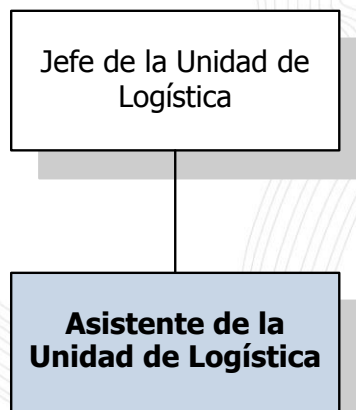 Jefe de la Unidad de
Logística
Asistente de la
Unidad de Logística